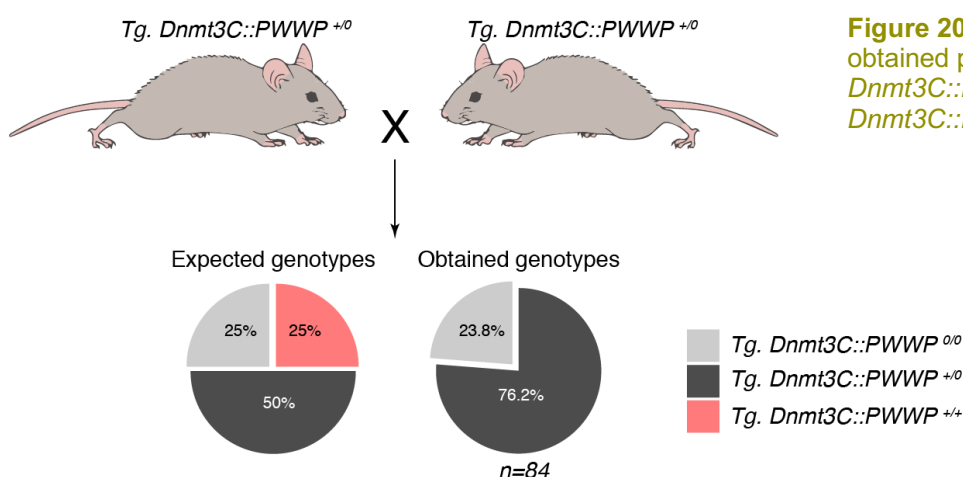 Tg. Dnmt3C::PWWP +/0 Tg. Dnmt3C::PWWP +/0
Figure 20
obtained p
Dnmt3C::
Dnmt3C::
X
Expected genotypes Obtained genotypes
25% 25% 23.8%
50% 76.2%
n=84
Tg. Dnmt3C::PWWP 0/0
Tg. Dnmt3C::PWWP +/0
Tg. Dnmt3C::PWWP +/+